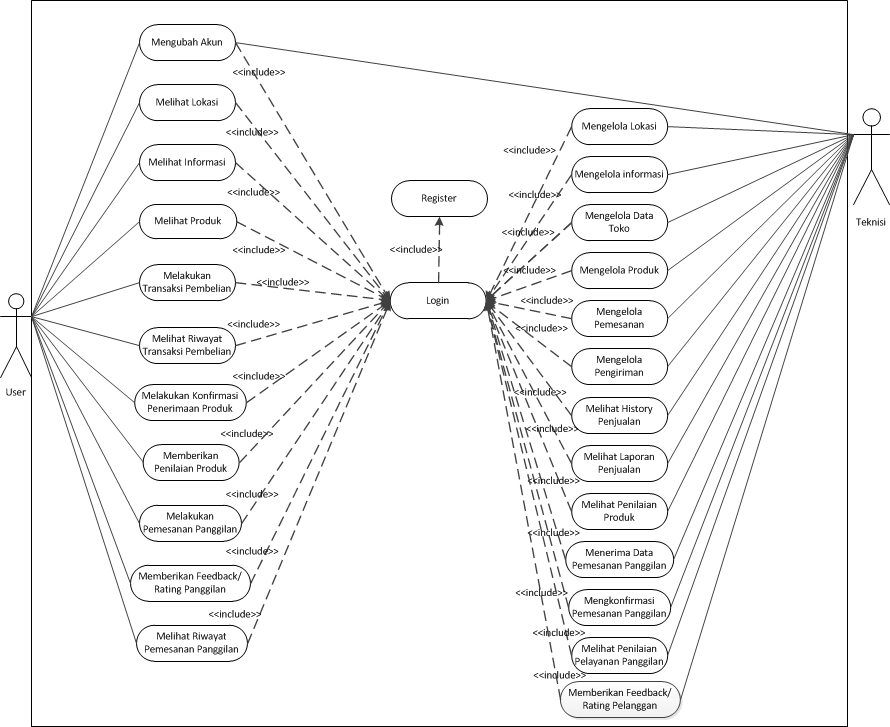 Mengubah Akun
<<include>>
Melihat Lokasi
<<include>>
Melihat Informasi
<<include>>
Melihat Produk
<<include>>
Melakukan
Transaksi Pembelian
<<include>>
Melihat Riwayat
Transaksi Pembelian
<<include>>
Melakukan Konfirmasi
Penerimaan Produk
<<include>>
Memberikan
Penilaian Produk
<<include>>
Melakukan
Pemesanan Panggilan
<<include>>
Memberikan Feedback/
Rating Panggilan
<<include>>
Melihat Riwayat
Pemesanan Panggilan
<<include>>
User
Register
<<include>>
Login
Mengelola Lokasi
<<include>>
Mengelola informasi
<<include>>
Mengelola Data
Toko
<<include>>
Mengelola Produk
<<include>>
Mengelola
Pemesanan
<<include>>
Mengelola
Pengiriman
<<include>>
Melihat History
Penjualan
<<include>>
Melihat Laporan
Penjualan
<<include>>
Melihat Penilaian
Produk
<<include>>
Menerima Data
Pemesanan Panggilan
<<include>>
Mengkonfirmasi
Pemesanan Panggilan
<<include>>
Melihat Penilaian
Pelayanan Panggilan
<<include>>
Memberikan Feedback/
Rating Pelanggan
<<include>>
Teknisi